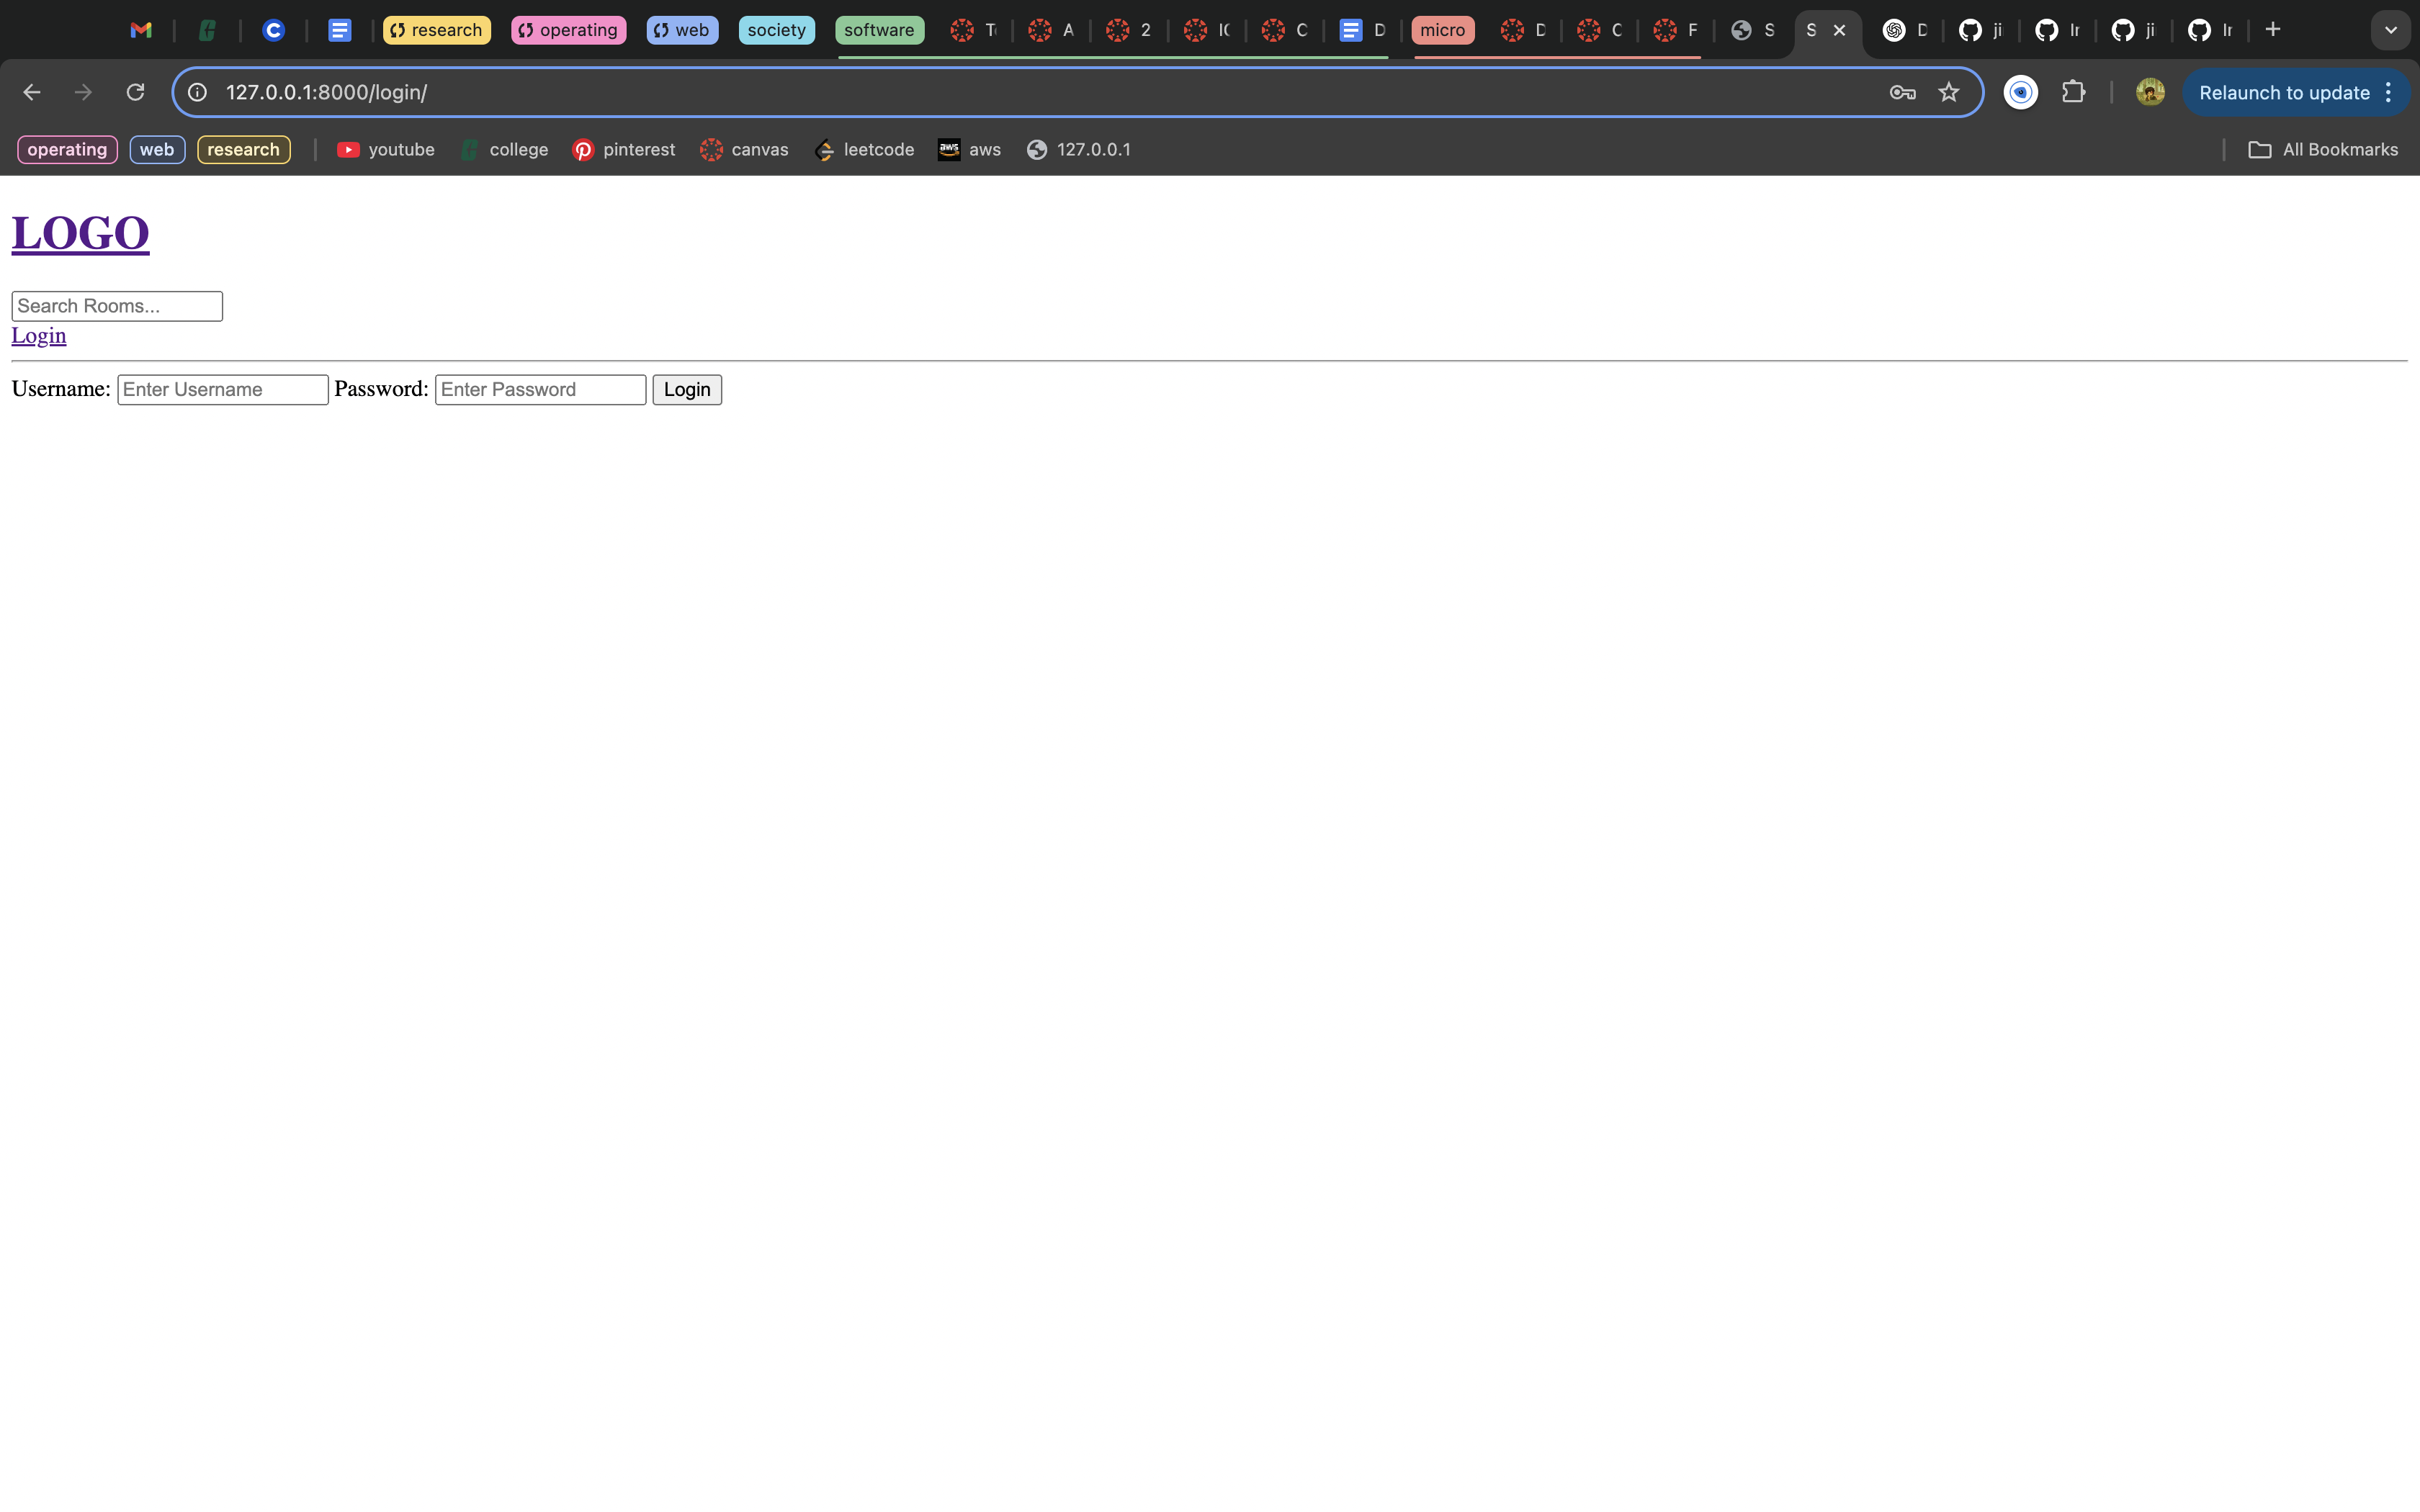 research operating web society software T A 2 IC C D micro D C F S S D ji Ir ji Ir
127.0.0.1:8000/login/ Relaunch to update
operating web research youtube college pinterest canvas leetcode aws 127.0.0.1 All Bookmarks
LOGO
Search Rooms...
Login
Username: Enter Username Password: Enter Password Login